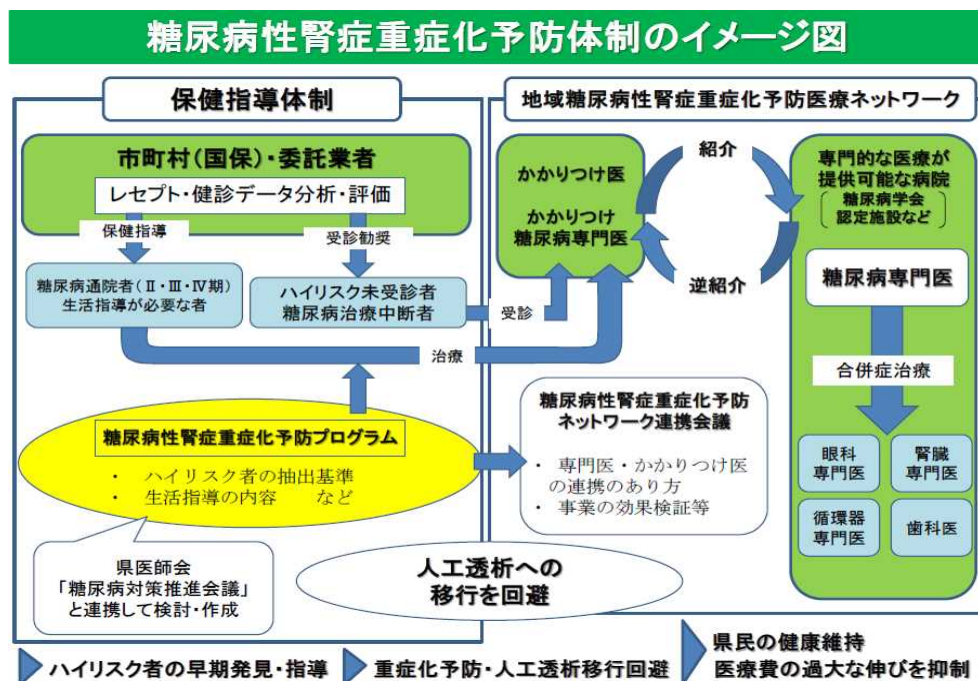 糖尿病性腎症重症化予防体制のイメージ図
保健指導体制
市町村(国保)・委託業者
レセプト・健診データ分析・評価
保健指導
受診勧奨
糖尿病通院者(Ⅱ・Ⅲ・Ⅳ期)
生活指導が必要な者
ハイリスク未受診者
糖尿病治療中断者
受診
治療
糖尿病性腎症重症化予防プログラム
・ ハイリスク者の抽出基準
・ 生活指導の内容 など
県医師会
「糖尿病対策推進会議」
と連携して検討・作成
地域糖尿病性腎症重症化予防医療ネットワーク
かかりつけ医
かかりつけ
糖尿病専門医
紹介
逆紹介
専門的な医療が
提供可能な病院
糖尿病学会
認定施設など
糖尿病専門医
合併症治療
眼科
専門医
腎臓
専門医
循環器
専門医
歯科医
糖尿病性腎症重症化予防
ネットワーク連携会議
・ 専門医・かかりつけ医
の連携のあり方
・ 事業の効果検証等
人工透析への
移行を回避
ハイリスク者の早期発見・指導
重症化予防・人工透析移行回避
県民の健康維持
医療費の過大な伸びを抑制